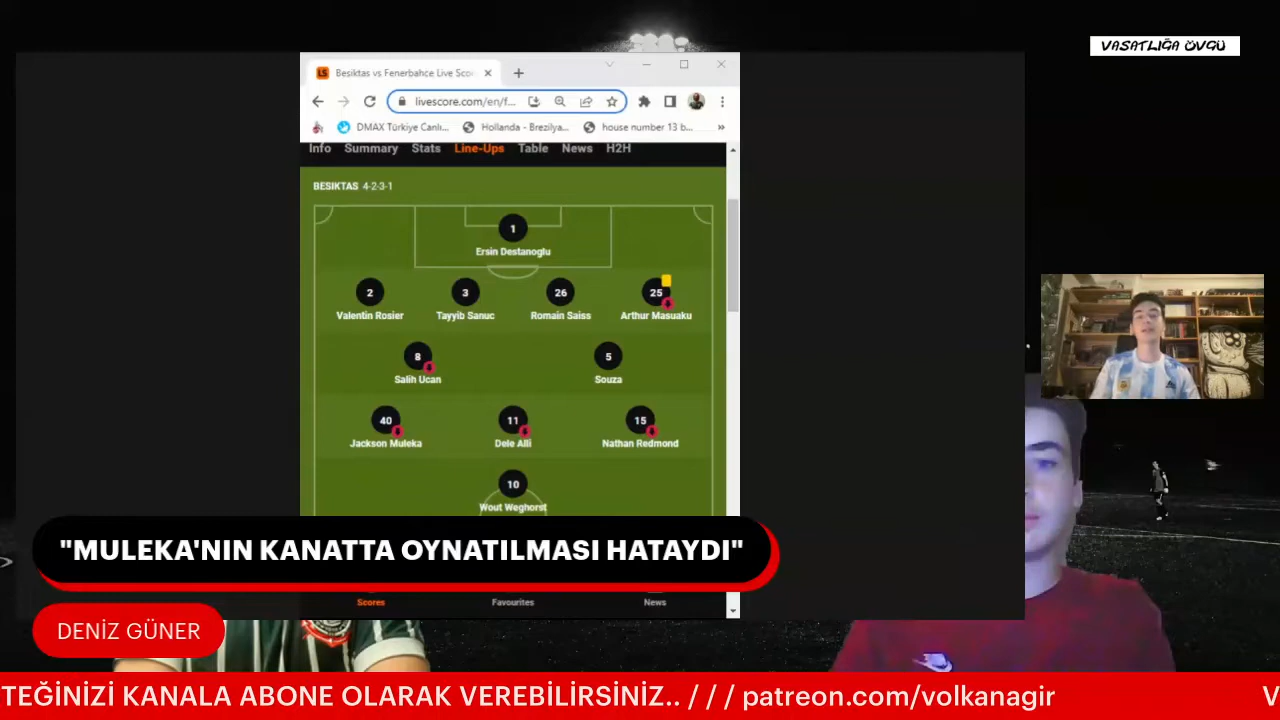 VASATLIĞA ÖVGÜ
LS Besiktas vs Fenerbahce Live Sco
livescore.com/en/f...
DMAX Türkiye Canlı... Hollanda - Brezilya... house number 13 b... »
Info Summary Stats Line-Ups Table News H2H
BESIKTAS 4-2-3-1
1
Ersin Destanoglu
2 3 26 25
Valentin Rosier Tayyib Sanuc Romain Saiss Arthur Masuaku
8 5
Salih Ucan Souza
40 11 15
Jackson Muleka Dele Alli Nathan Redmond
10
Wout Weghorst
"MULEKA'NIN KANATTA OYNATILMASI HATAYDI"
Scores Favourites News
DENİZ GÜNER
TEĞİNİZİ KANALA ABONE OLARAK VEREBİLİRSİNİZ.. / / / patreon.com/volkanagir V